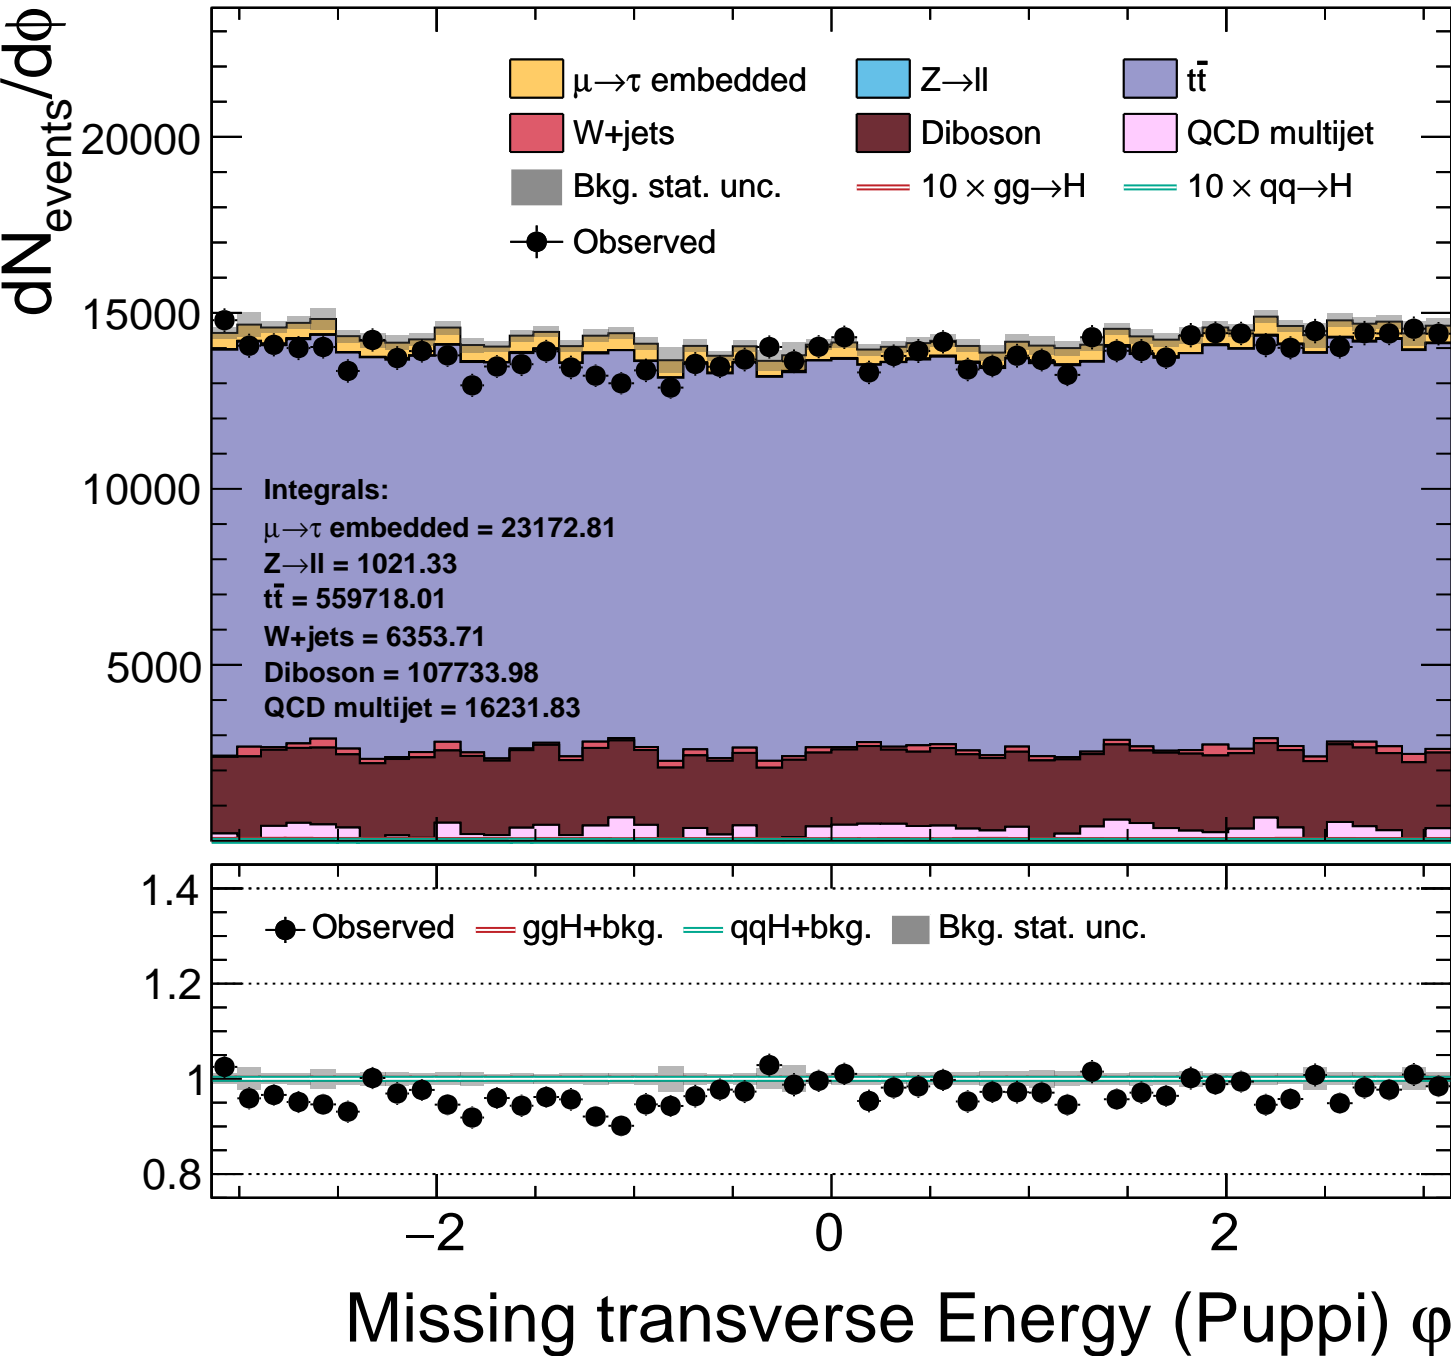 dN_events/dϕ
20000
15000
10000
5000
μ→τ embedded Z→ll tt̄
W+jets Diboson QCD multijet
Bkg. stat. unc. 10 × gg→H 10 × qq→H
Observed
Integrals:
μ→τ embedded = 23172.81
Z→ll = 1021.33
tt̄ = 559718.01
W+jets = 6353.71
Diboson = 107733.98
QCD multijet = 16231.83
1.4
1.2
1
0.8
Observed ggH+bkg. qqH+bkg. Bkg. stat. unc.
−2 0 2
Missing transverse Energy (Puppi) φ